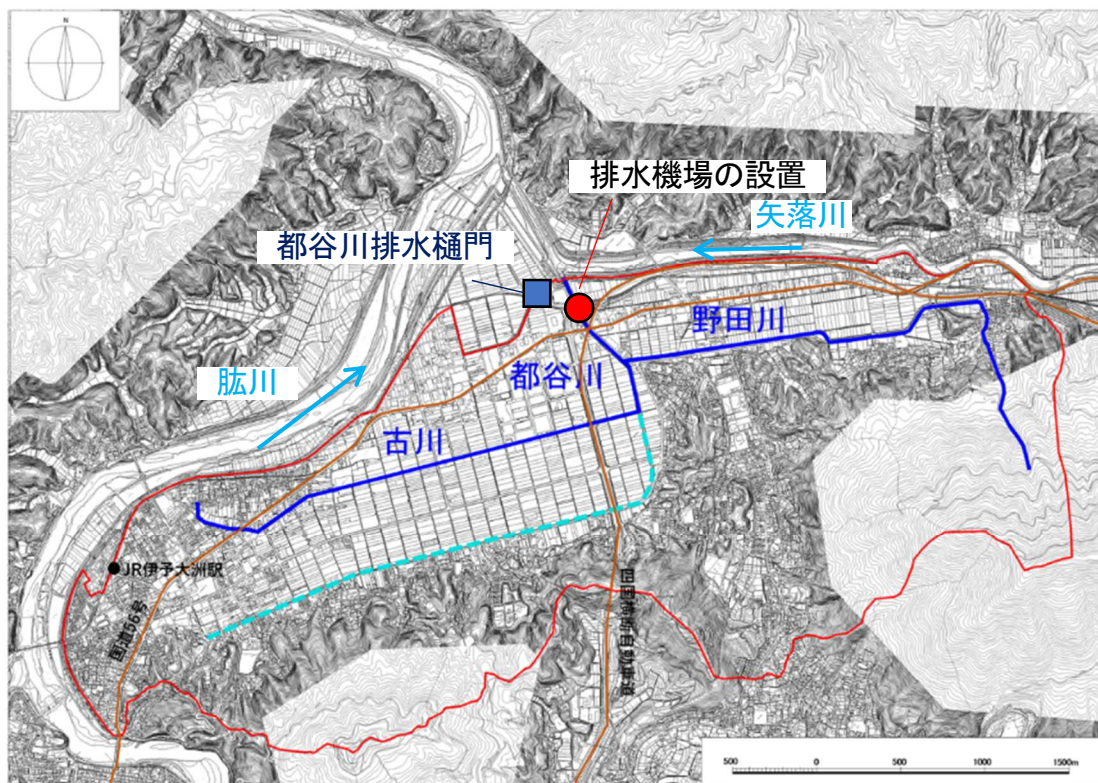 N
排水機場の設置
矢落川
都谷川排水樋門
野田川
都谷川
肱川
古川
JR伊予大洲駅
国道56号
四国横断自動車道
500 0 500 1000 1500m